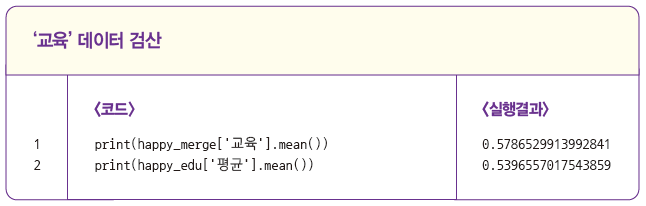 ‘교육’ 데이터 검산
<코드>
<실행결과>
1 print(happy_merge['교육'].mean()) 0.5786529913992841
2 print(happy_edu['평균'].mean()) 0.5396557017543859